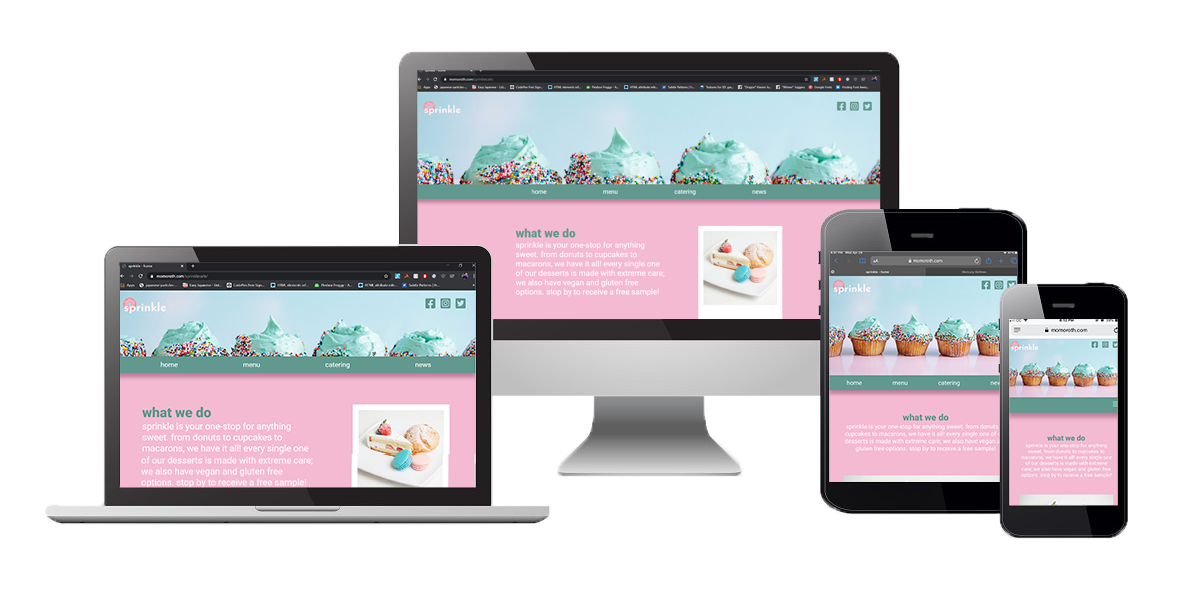 momoroth.com/sprinklecafe/
sprinkle
home menu catering news
what we do
sprinkle is your one-stop for anything
sweet. from donuts to cupcakes to
macarons, we have it all! every single one
of our desserts is made with extreme care;
we also have vegan and gluten free
options. stop by to receive a free sample!
sprinkle - home
momoroth.com/sprinklecafe/
sprinkle
home menu catering news
what we do
sprinkle is your one-stop for anything
sweet. from donuts to cupcakes to
macarons, we have it all! every single one
of our desserts is made with extreme care;
we also have vegan and gluten free
options. stop by to receive a free sample!
AA momoroth.com
sprinkle - home
sprinkle
home menu catering
what we do
sprinkle is your one-stop for anything sweet. from donuts
to cupcakes to macarons, we have it all! every single one
of our desserts is made with extreme care; we also have vegan
gluten free options. stop by to receive a free sample!
momoroth.com
sprinkle
what we do
sprinkle is your one-stop for anything
sweet. from donuts to cupcakes to
macarons, we have it all! every single one
of our desserts is made with extreme
care; we also have vegan and gluten free
options. stop by to receive a free sample!